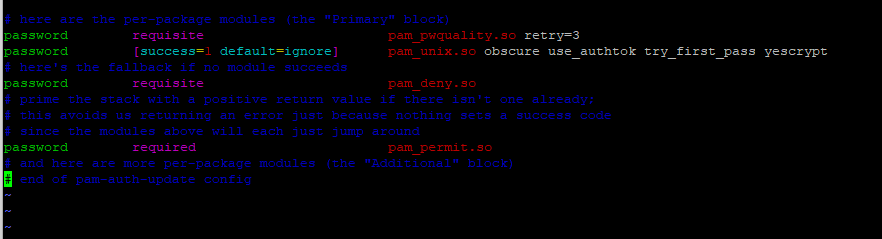 # here are the per-package modules (the "Primary" block)
password requisite pam_pwquality.so retry=3
password [success=1 default=ignore] pam_unix.so obscure use_authtok try_first_pass yescrypt
# here's the fallback if no module succeeds
password requisite pam_deny.so
# prime the stack with a positive return value if there isn't one already;
# this avoids us returning an error just because nothing sets a success code
# since the modules above will each just jump around
password required pam_permit.so
# and here are more per-package modules (the "Additional" block)
# end of pam-auth-update config
~
~
~